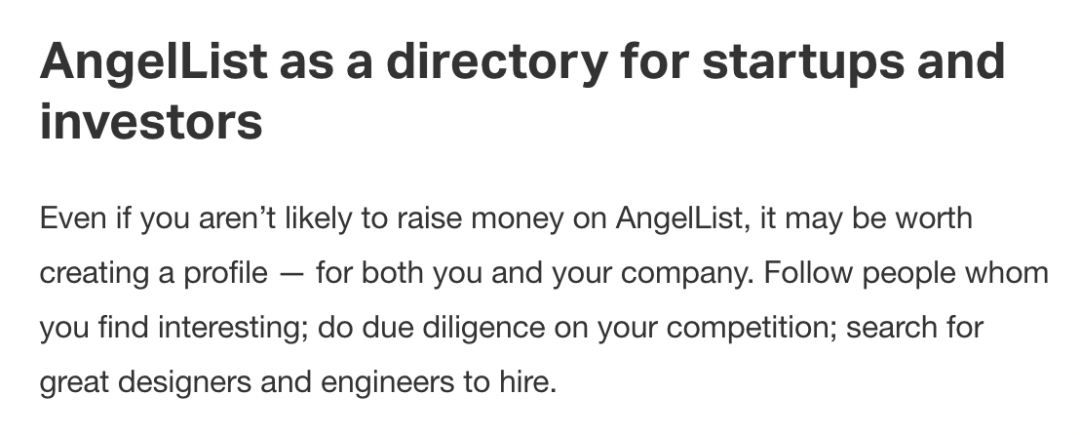 AngelList as a directory for startups and
investors
Even if you aren’t likely to raise money on AngelList, it may be worth
creating a profile — for both you and your company. Follow people whom
you find interesting; do due diligence on your competition; search for
great designers and engineers to hire.